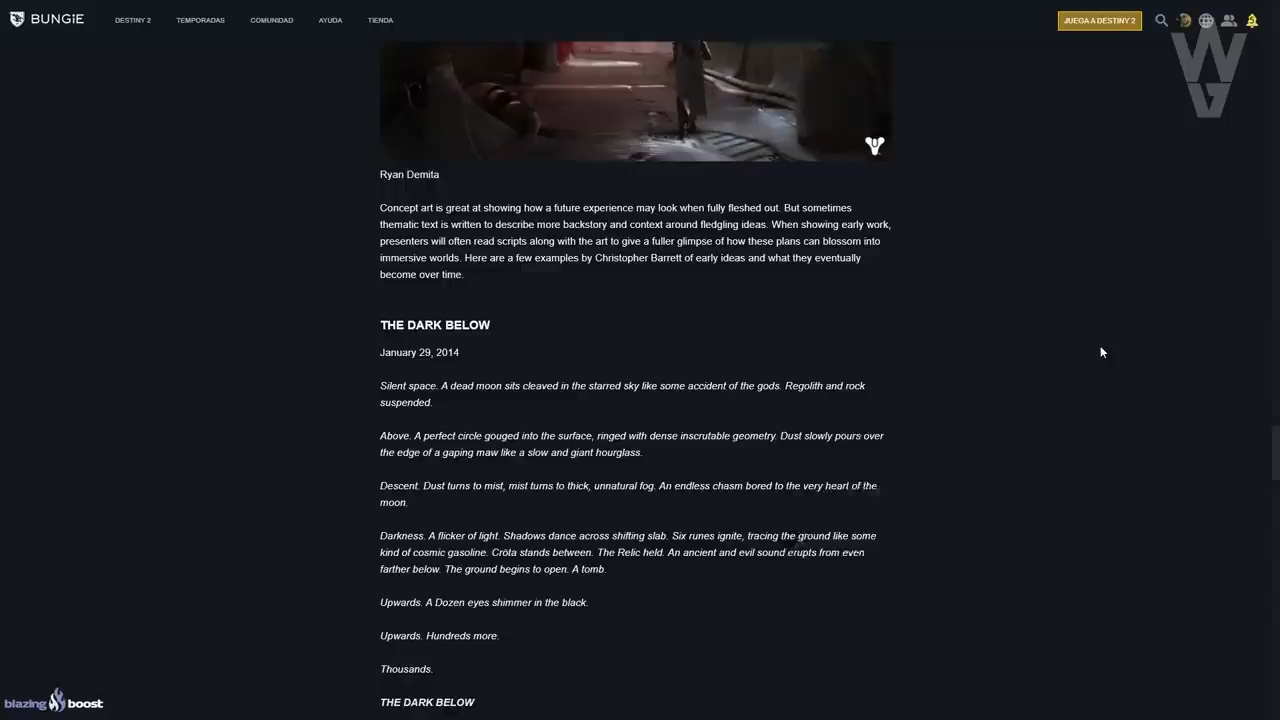 BUNGiE
DESTINY 2
TEMPORADAS
COMUNIDAD
AYUDA
TIENDA
JUEGA A DESTINY 2
WG
Ryan Demita
Concept art is great at showing how a future experience may look when fully fleshed out. But sometimes
thematic text is written to describe more backstory and context around fledgling ideas. When showing early work,
presenters will often read scripts along with the art to give a fuller glimpse of how these plans can blossom into
immersive worlds. Here are a few examples by Christopher Barrett of early ideas and what they eventually
become over time.
THE DARK BELOW
January 29, 2014
Silent space. A dead moon sits cleaved in the starred sky like some accident of the gods. Regolith and rock
suspended.
Above. A perfect circle gouged into the surface, ringed with dense inscrutable geometry. Dust slowly pours over
the edge of a gaping maw like a slow and giant hourglass.
Descent. Dust turns to mist, mist turns to thick, unnatural fog. An endless chasm bored to the very heart of the
moon.
Darkness. A flicker of light. Shadows dance across shifting slab. Six runes ignite, tracing the ground like some
kind of cosmic gasoline. Cröta stands between. The Relic held. An ancient and evil sound erupts from even
farther below. The ground begins to open. A tomb.
Upwards. A Dozen eyes shimmer in the black.
Upwards. Hundreds more.
Thousands.
THE DARK BELOW
blazing boost